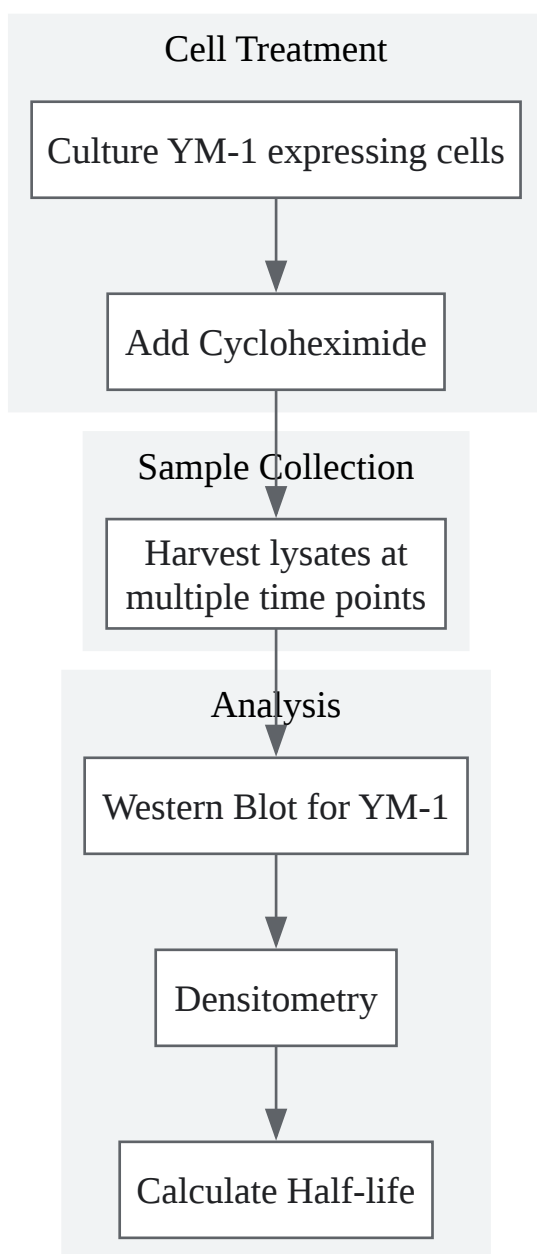 Cell Treatment
Culture YM-1 expressing cells
Add Cycloheximide
Sample Collection
Harvest lysates at
multiple time points
Analysis
Western Blot for YM-1
Densitometry
Calculate Half-life